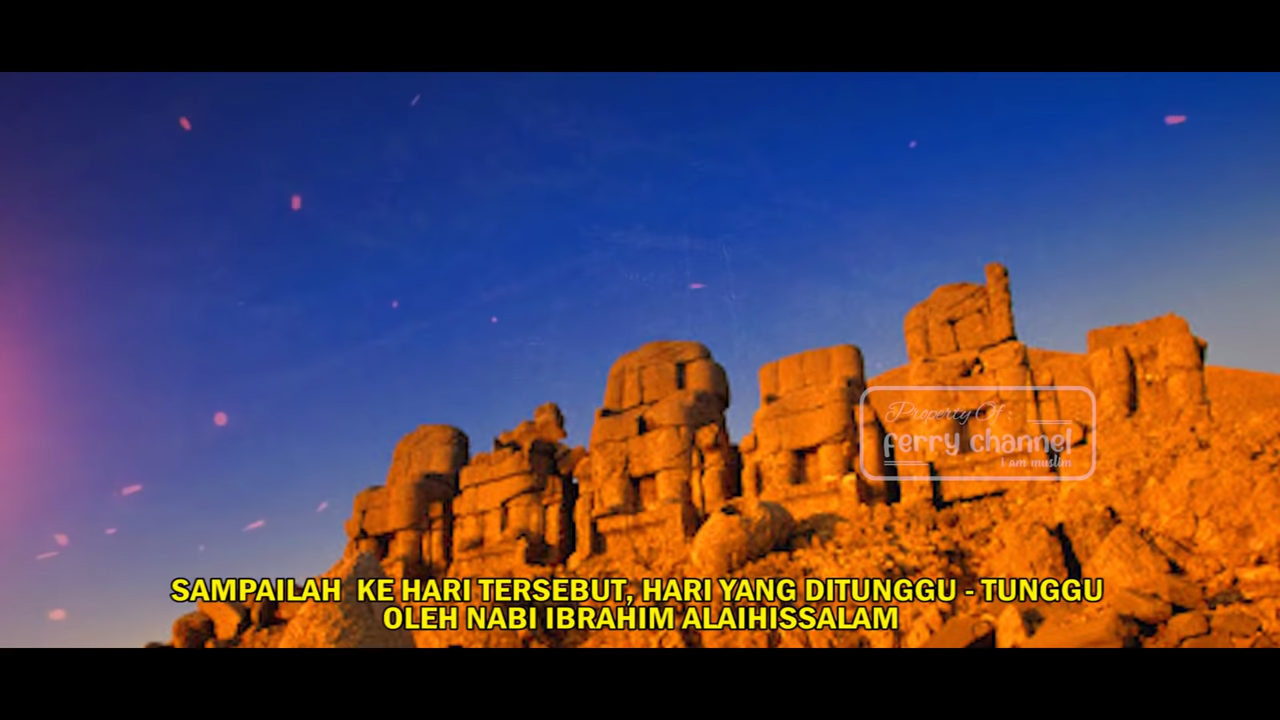 Property Of :
ferry channel
i am muslim
SAMPAILAH KE HARI TERSEBUT, HARI YANG DITUNGGU - TUNGGU
OLEH NABI IBRAHIM ALAIHISSALAM